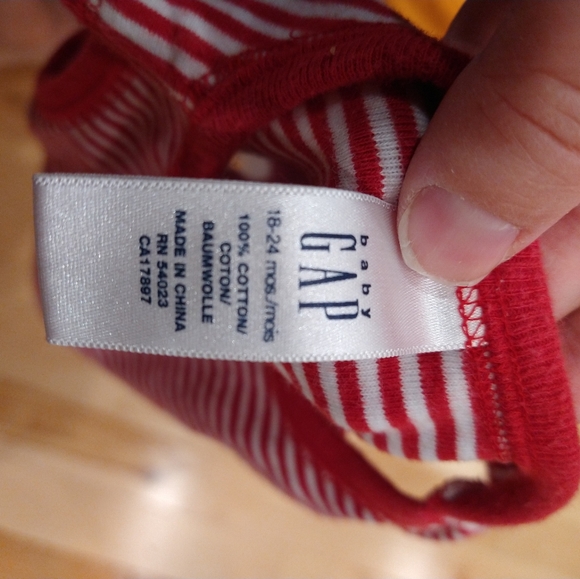 baby
GAP
18-24 mos./mois
100% COTTON/
COTON/
BAUMWOLLE
MADE IN CHINA
RN 54023
CA17897